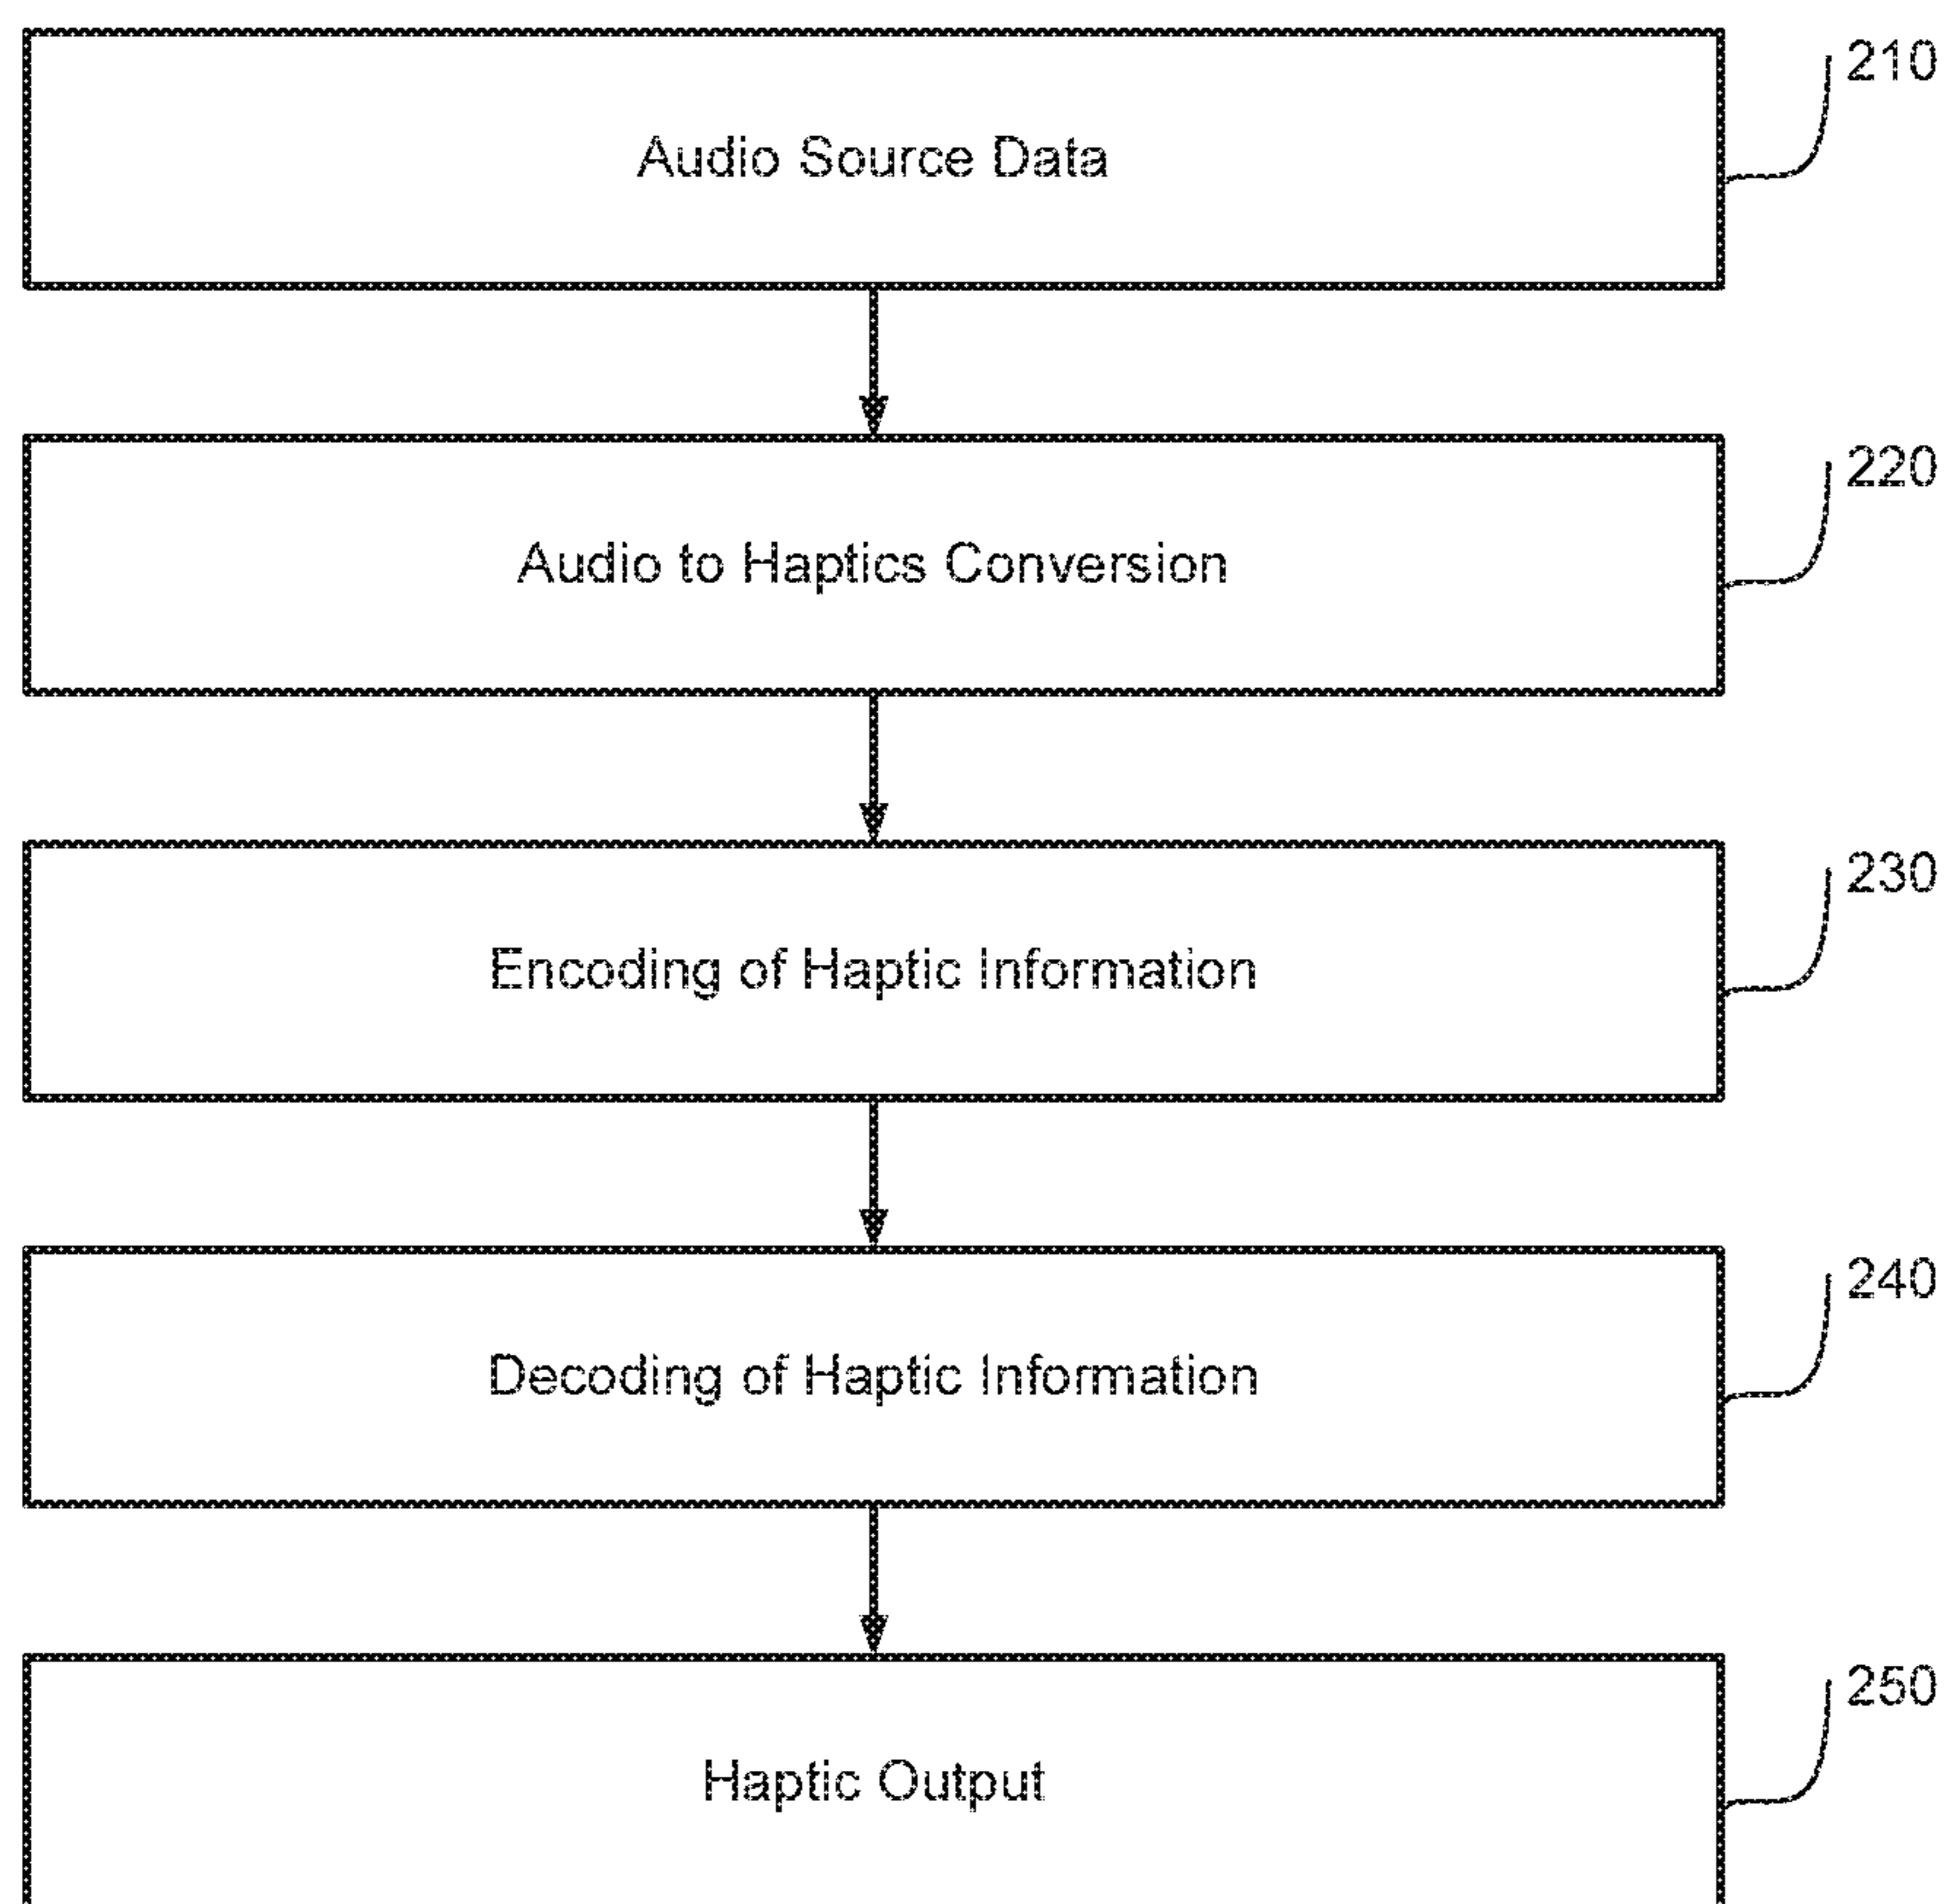 210
Audio Source Data
220
Audio to Haptics Conversion
230
Encoding of Haptic Information
240
Decoding of Haptic Information
250
Haptic Output